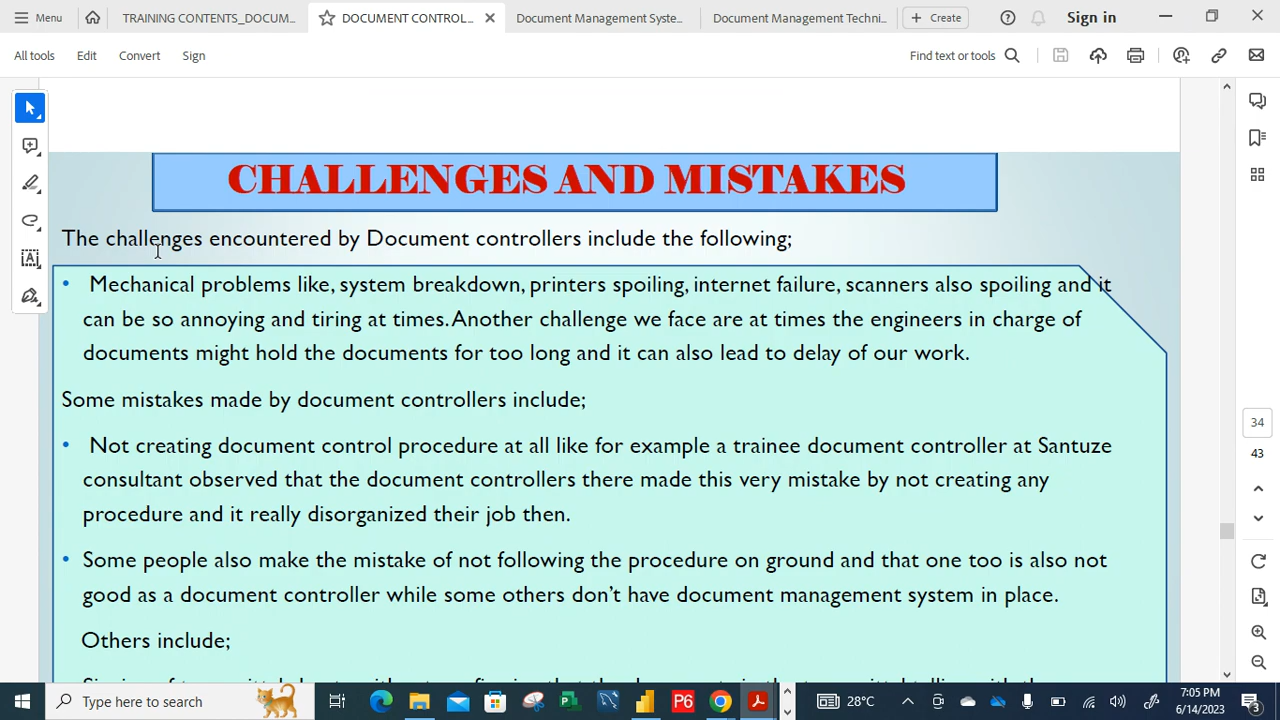 Menu
TRAINING CONTENTS_DOCUM...
DOCUMENT CONTROL...
Document Management Syste...
Document Management Techni...
Create
Sign in
All tools
Edit
Convert
Sign
Find text or tools
CHALLENGES AND MISTAKES
The challenges encountered by Document controllers include the following;
• Mechanical problems like, system breakdown, printers spoiling, internet failure, scanners also spoiling and it
can be so annoying and tiring at times. Another challenge we face are at times the engineers in charge of
documents might hold the documents for too long and it can also lead to delay of our work.
Some mistakes made by document controllers include;
• Not creating document control procedure at all like for example a trainee document controller at Santuze
consultant observed that the document controllers there made this very mistake by not creating any
procedure and it really disorganized their job then.
• Some people also make the mistake of not following the procedure on ground and that one too is also not
good as a document controller while some others don't have document management system in place.
Others include;
34
43
Type here to search
P6
28°C
7:05 PM
6/14/2023
3